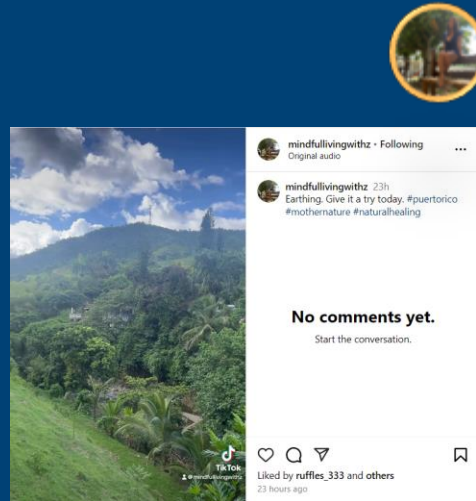 mindfullivingwithz • Following
Original audio
mindfullivingwithz 23h
Earthing. Give it a try today. #puertorico
#mothernature #naturalhealing
No comments yet.
Start the conversation.
TikTok
@mindfullivingwithz
Liked by ruffles_333 and others
23 hours ago